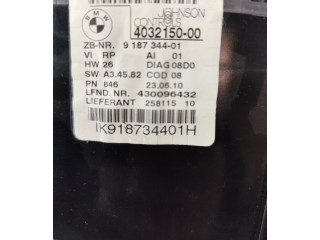 BMW
JOHNSON
CONTROLS
4032150-00
ZB-NR. 9 187 344-01
VI RP AI 01
HW 26 DIAG 08D0
SW A3.45.82 COD 08
PN 646 23.06.10
LFND. NR. 430096432
LIEFERANT 258115 10
IK918734401H